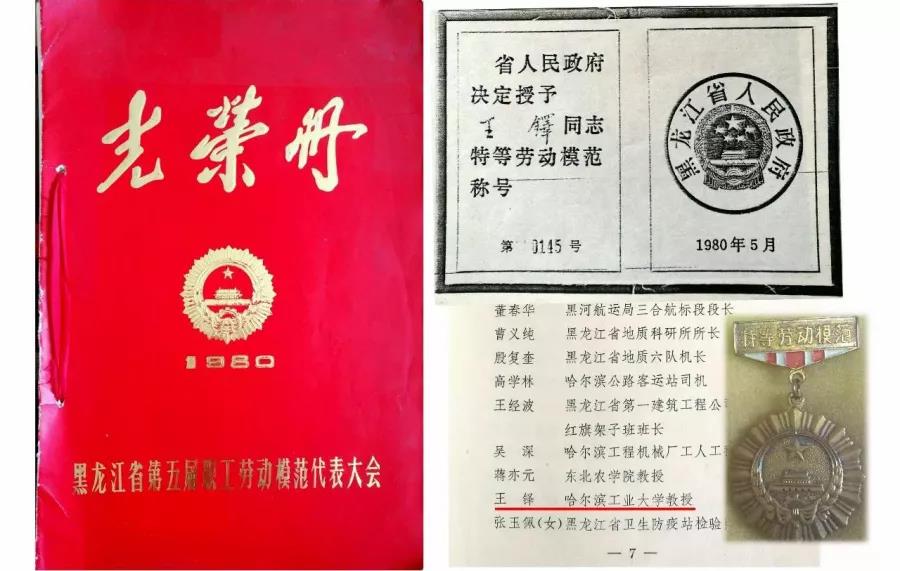 光荣册
1980
黑龙江省第五届职工劳动模范代表大会
省人民政府
决定授予
王铎同志
特等劳动模范
称号
第 0145 号
黑龙江省人民政府
1980年5月
董春华 黑河航运局三合航标段段长
曹义纯 黑龙江省地质科研所所长
殷复奎 黑龙江省地质六队机长
高学林 哈尔滨公路客运站司机
王经波 黑龙江省第一建筑工程公
红旗架子班班长
吴深 哈尔滨工程机械厂工人工
蒋亦元 东北农学院教授
王铎 哈尔滨工业大学教授
张玉佩(女) 黑龙江省卫生防疫站检验
— 7 —
特等劳动模范